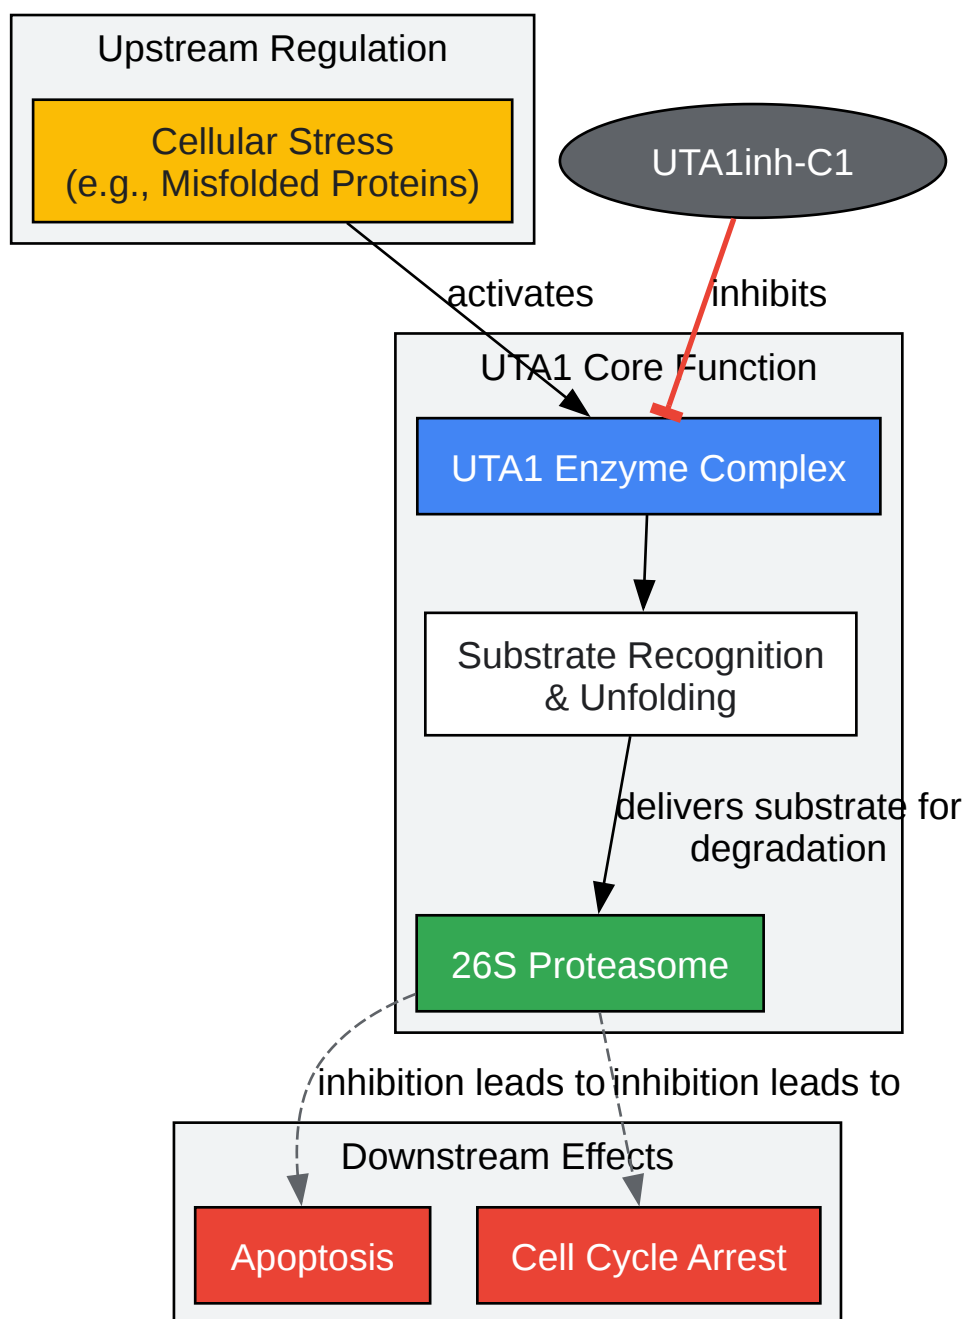 Upstream Regulation
Cellular Stress
(e.g., Misfolded Proteins)
UTA1inh-C1
activates
inhibits
UTA1 Core Function
UTA1 Enzyme Complex
Substrate Recognition
& Unfolding
delivers substrate for
degradation
26S Proteasome
inhibition leads to
inhibition leads to
Downstream Effects
Apoptosis
Cell Cycle Arrest